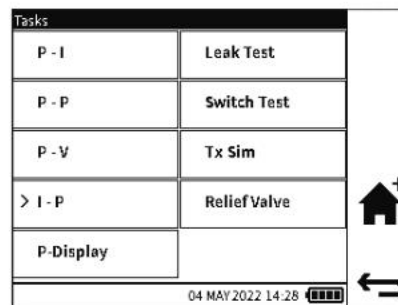 Tasks
P - I
Leak Test
P - P
Switch Test
P - V
Tx Sim
> I - P
Relief Valve
P-Display
04 MAY 2022 14:28